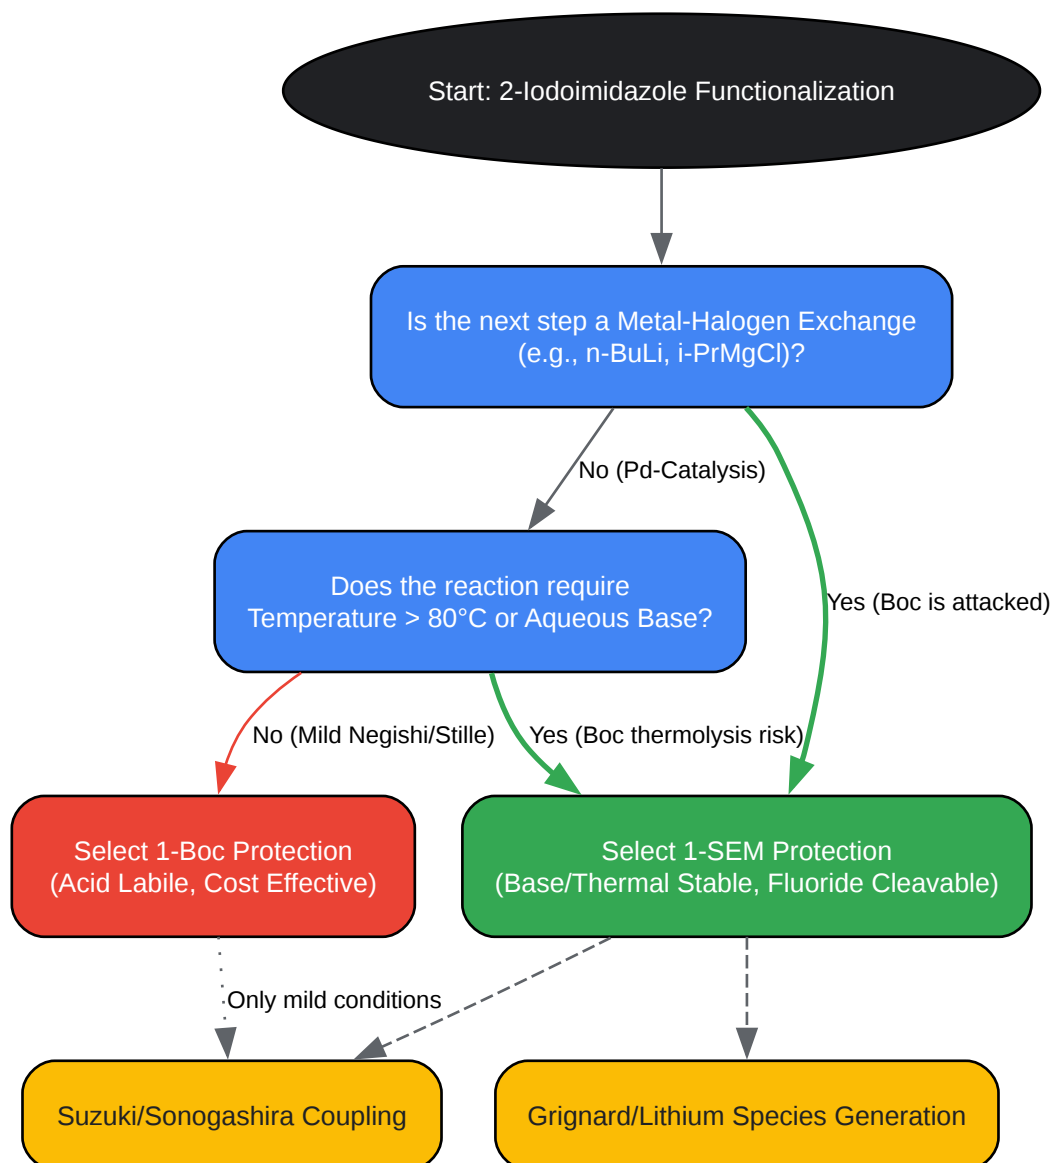 Start: 2-Iodoimidazole Functionalization
Is the next step a Metal-Halogen Exchange
(e.g., n-BuLi, i-PrMgCl)?
No (Pd-Catalysis)
Does the reaction require
Temperature > 80°C or Aqueous Base?
Yes (Boc is attacked)
No (Mild Negishi/Stille)
Yes (Boc thermolysis risk)
Select 1-Boc Protection
(Acid Labile, Cost Effective)
Select 1-SEM Protection
(Base/Thermal Stable, Fluoride Cleavable)
Only mild conditions
Suzuki/Sonogashira Coupling
Grignard/Lithium Species Generation